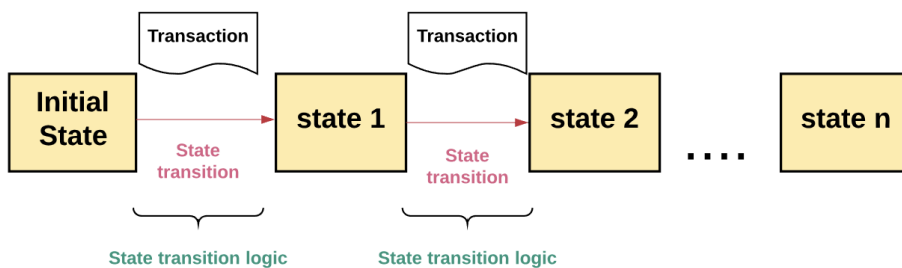 Transaction
Transaction
Initial
State
state 1
state 2
....
state n
State
transition
State
transition
State transition logic
State transition logic